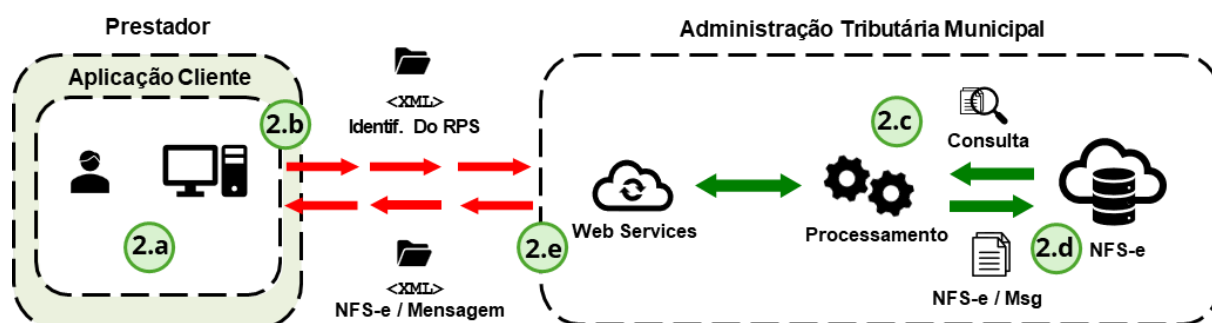 Prestador
Administração Tributária Municipal
Aplicação Cliente
2.b
<XML>
Identif. Do RPS
2.c
Consulta
2.a
2.e
Web Services
Processamento
2.d
NFS-e
<XML>
NFS-e / Mensagem
NFS-e / Msg